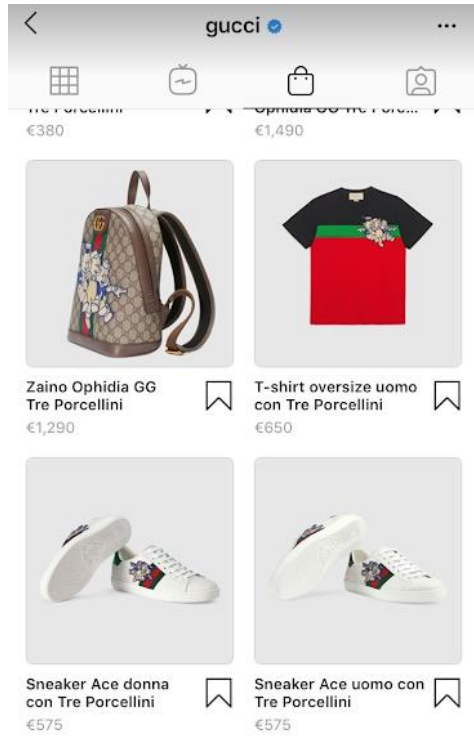 gucci
€380
€1,490
Zaino Ophidia GG
Tre Porcellini
€1,290
T-shirt oversize uomo
con Tre Porcellini
€650
Sneaker Ace donna
con Tre Porcellini
€575
Sneaker Ace uomo con
Tre Porcellini
€575